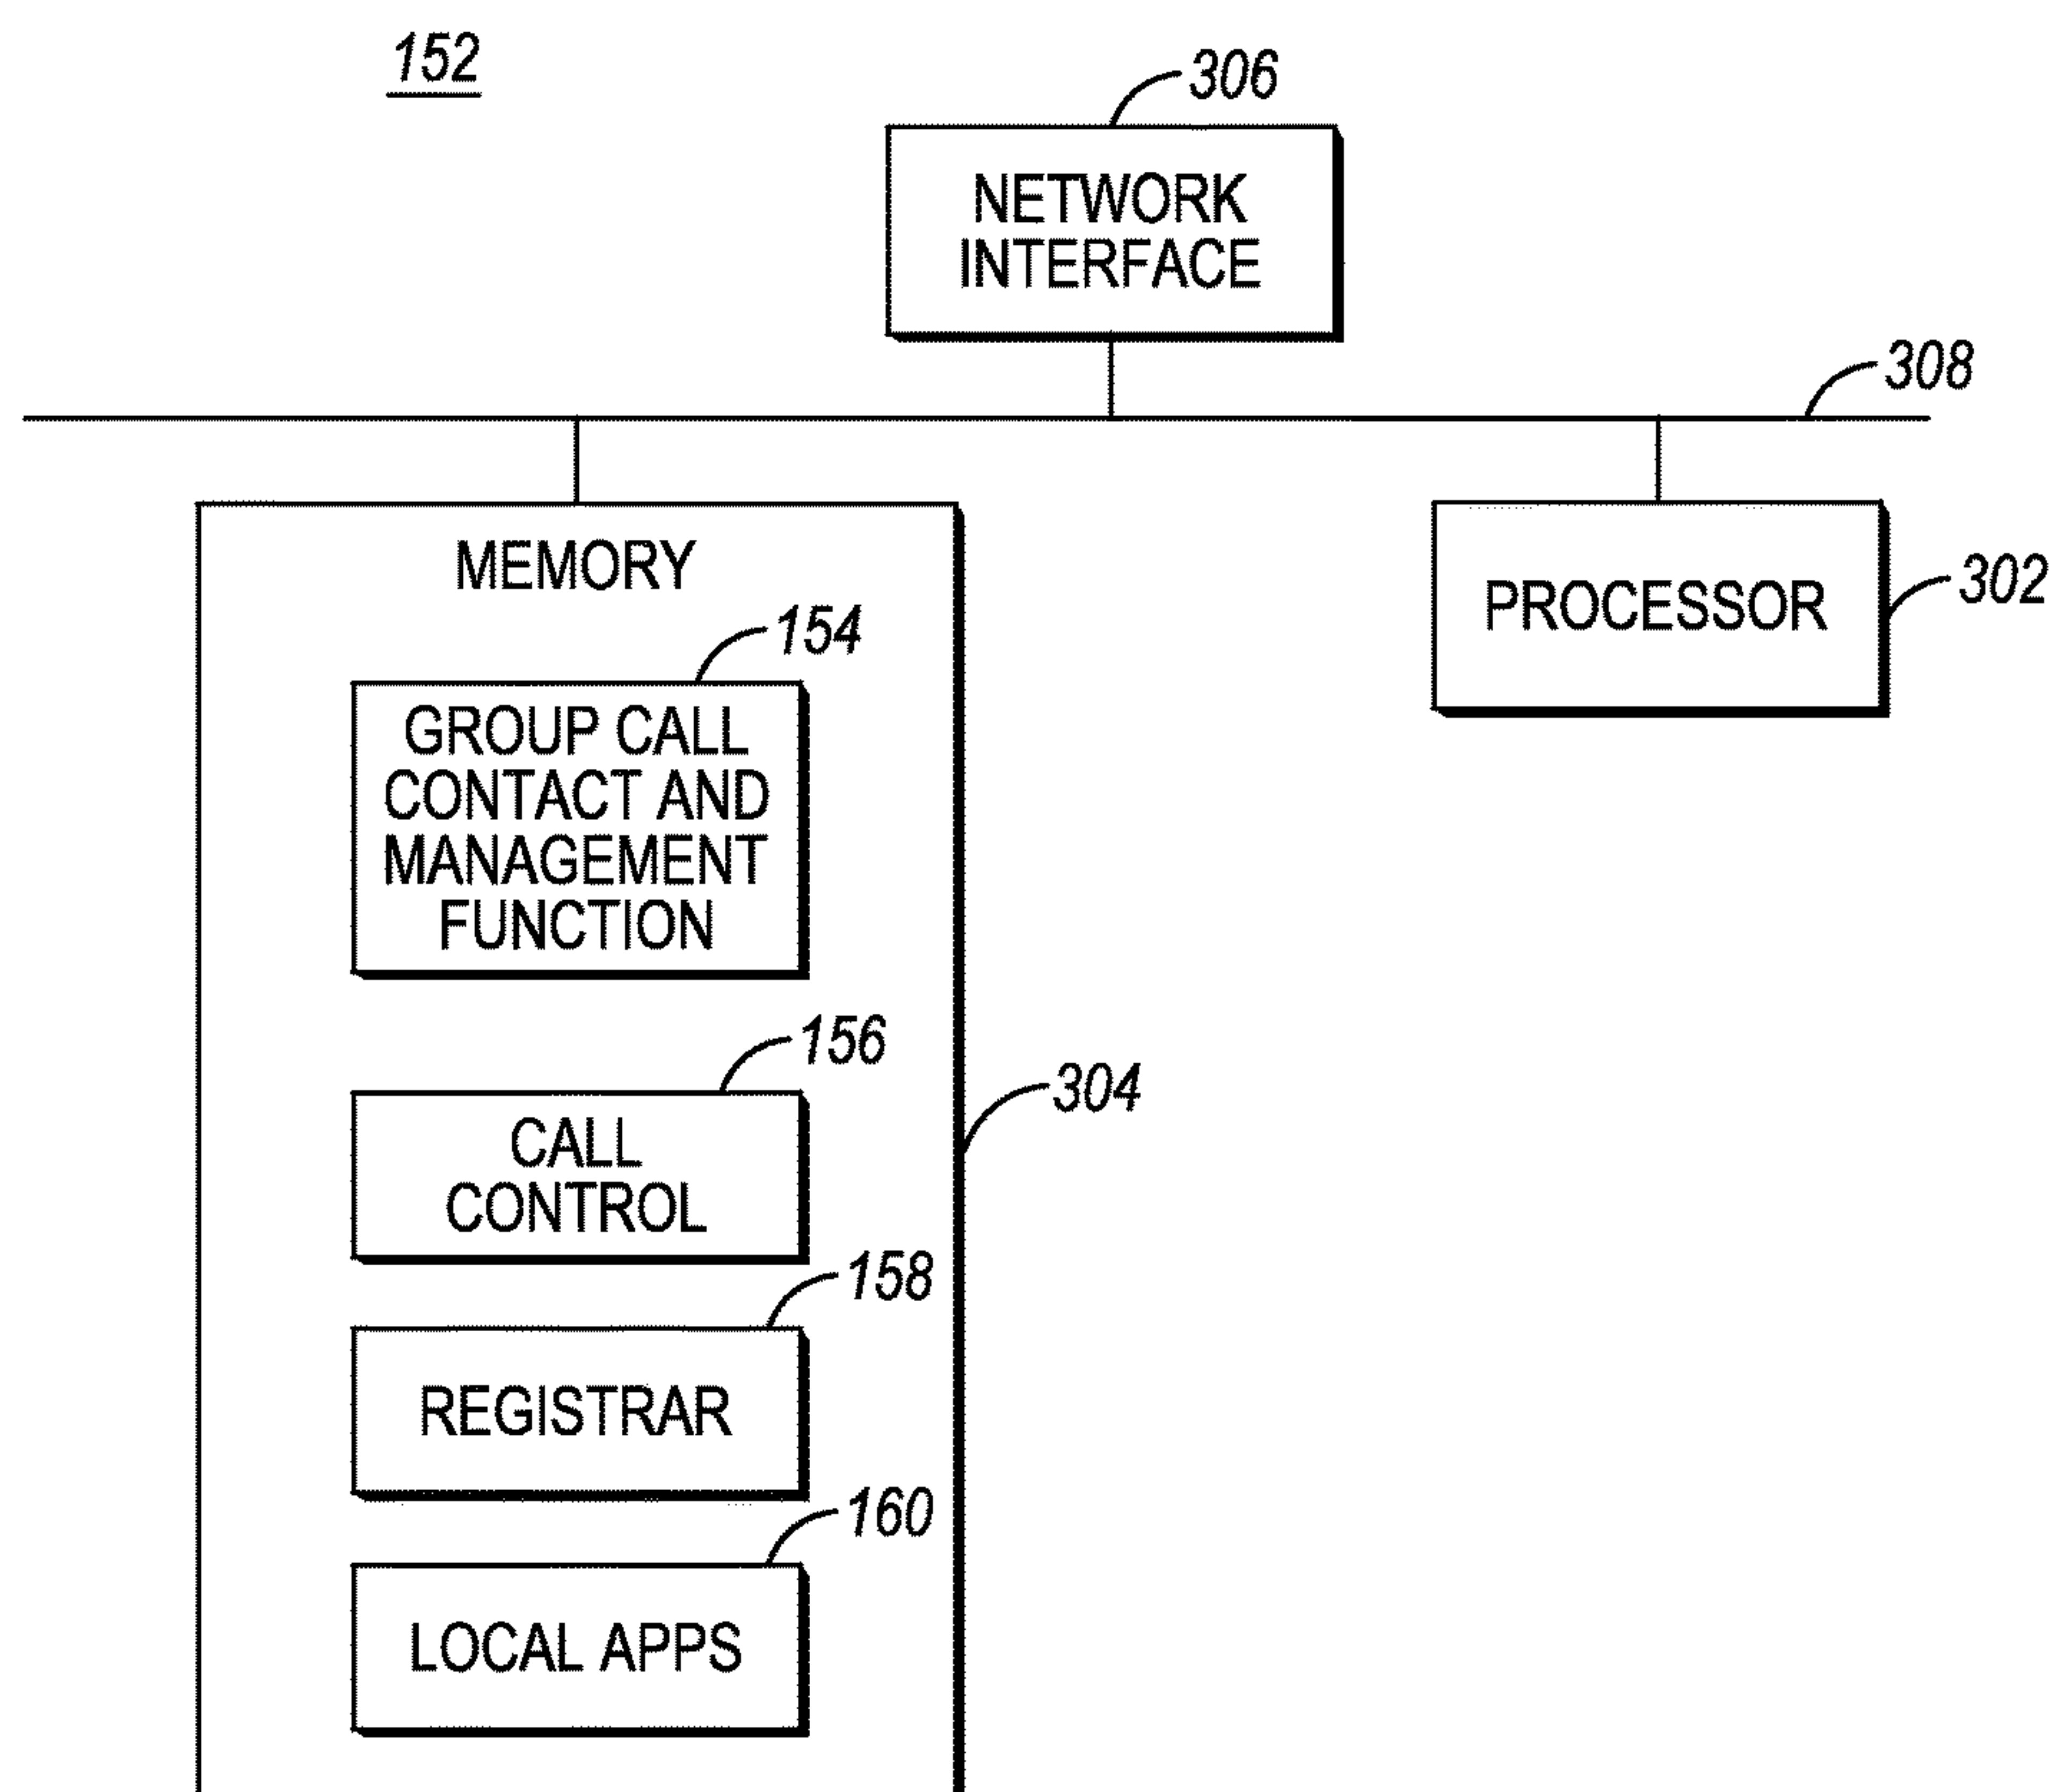 152
306
NETWORK
INTERFACE
308
MEMORY
302
PROCESSOR
154
GROUP CALL
CONTACT AND
MANAGEMENT
FUNCTION
156
304
CALL
CONTROL
158
REGISTRAR
160
LOCAL APPS